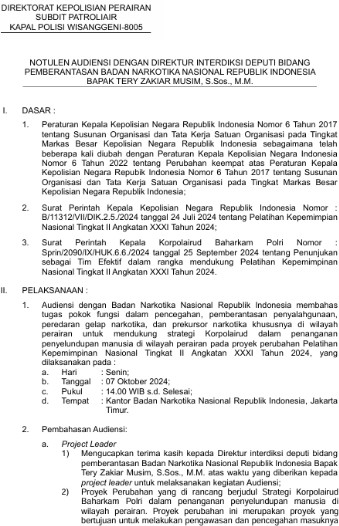 DIREKTORAT KEPOLISIAN PERAIRAN
SUBDIT PATROLIAIR
KAPAL POLISI WISANGGENI-8005
NOTULEN AUDIENSI DENGAN DIREKTUR INTERDIKSI DEPUTI BIDANG
PEMBERANTASAN BADAN NARKOTIKA NASIONAL REPUBLIK INDONESIA
BAPAK TERY ZAKIAR MUSIM, S.Sos., M.M.
I. DASAR :
1. Peraturan Kepala Kepolisian Negara Republik Indonesia Nomor 6 Tahun 2017
tentang Susunan Organisasi dan Tata Kerja Satuan Organisasi pada Tingkat
Markas Besar Kepolisian Negara Republik Indonesia sebagaimana telah
beberapa kali diubah dengan Peraturan Kepala Kepolisian Negara Indonesia
Nomor 6 Tahun 2022 tentang Perubahan keempat atas Peraturan Kepala
Kepolisian Negara Republik Indonesia Nomor 6 Tahun 2017 tentang Susunan
Organisasi dan Tata Kerja Satuan Organisasi pada Tingkat Markas Besar
Kepolisian Negara Republik Indonesia;
2. Surat Perintah Kepala Kepolisian Negara Republik Indonesia Nomor :
B/11312/VII/DIK.2.5./2024 tanggal 24 Juli 2024 tentang Pelatihan Kepemimpian
Nasional Tingkat II Angkatan XXXI Tahun 2024;
3. Surat Perintah Kepala Korpolairud Baharkam Polri Nomor :
Sprin/2090/IX/HUK.6.6./2024 tanggal 25 September 2024 tentang Penunjukan
sebagai Tim Efektif dalam rangka mendukung Pelatihan Kepemimpinan
Nasional Tingkat II Angkatan XXXI Tahun 2024.
II. PELAKSANAAN :
1. Audiensi dengan Badan Narkotika Nasional Republik Indonesia membahas
tugas pokok fungsi dalam pencegahan, pemberantasan penyalahgunaan,
peredaran gelap narkotika, dan prekursor narkotika khususnya di wilayah
perairan untuk mendukung strategi Korpolairud dalam penanganan
penyelundupan manusia di wilayah perairan pada proyek perubahan Pelatihan
Kepemimpinan Nasional Tingkat II Angkatan XXXI Tahun 2024, yang
dilaksanakan pada :
a. Hari : Senin;
b. Tanggal : 07 Oktober 2024;
c. Pukul : 14.00 WIB s.d. Selesai;
d. Tempat : Kantor Badan Narkotika Nasional Republik Indonesia, Jakarta
Timur.
2. Pembahasan Audiensi:
a. Project Leader
1) Mengucapkan terima kasih kepada Direktur interdiksi deputi bidang
pemberantasan Badan Narkotika Nasional Republik Indonesia Bapak
Tery Zakiar Musim, S.Sos., M.M. atas waktu yang diberikan kepada
project leader untuk melaksanakan kegiatan Audiensi;
2) Proyek Perubahan yang di rancang berjudul Strategi Korpolairud
Baharkam Polri dalam penanganan penyelundupan manusia di
wilayah perairan. Proyek perubahan ini merupakan proyek yang
bertujuan untuk melakukan pengawasan dan pencegahan masuknya